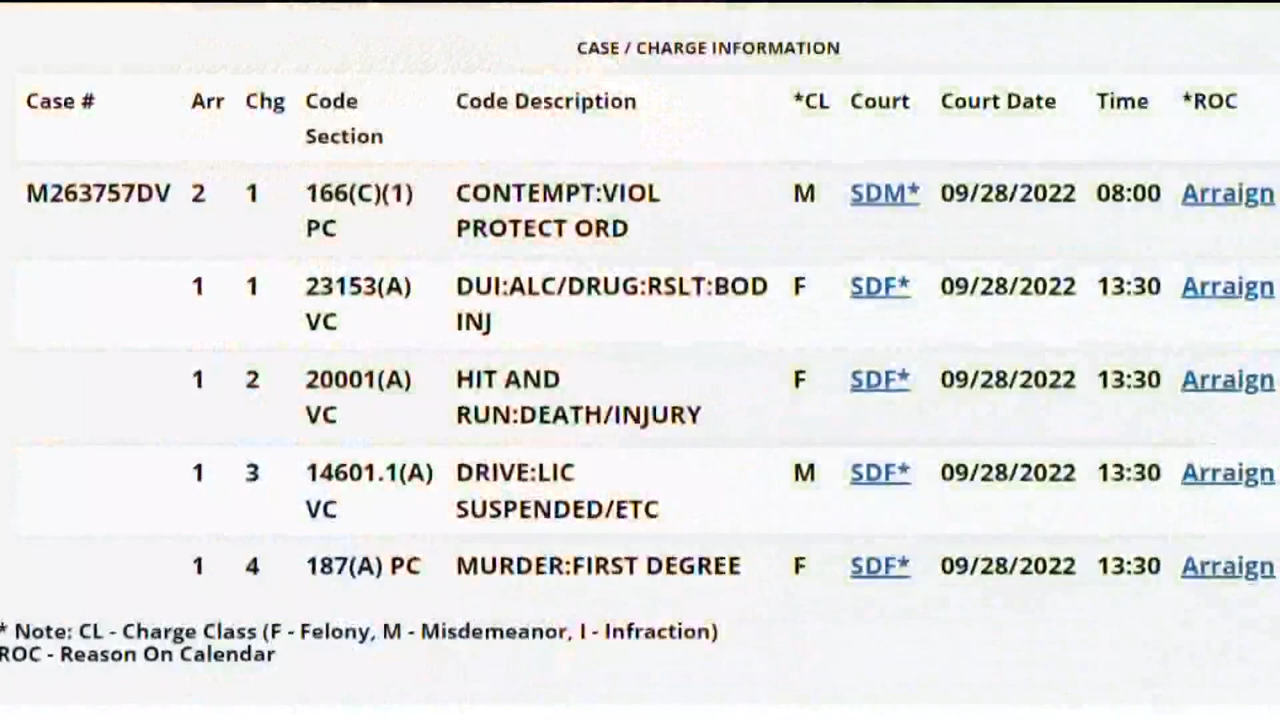 CASE / CHARGE INFORMATION
Case # Arr Chg Code Section Code Description *CL Court Court Date Time *ROC
M263757DV 2 1 166(C)(1) PC CONTEMPT:VIOL PROTECT ORD M SDM* 09/28/2022 08:00 Arraign
1 1 23153(A) VC DUI:ALC/DRUG:RSLT:BOD INJ F SDF* 09/28/2022 13:30 Arraign
1 2 20001(A) VC HIT AND RUN:DEATH/INJURY F SDF* 09/28/2022 13:30 Arraign
1 3 14601.1(A) VC DRIVE:LIC SUSPENDED/ETC M SDF* 09/28/2022 13:30 Arraign
1 4 187(A) PC MURDER:FIRST DEGREE F SDF* 09/28/2022 13:30 Arraign
* Note: CL - Charge Class (F - Felony, M - Misdemeanor, I - Infraction)
ROC - Reason On Calendar